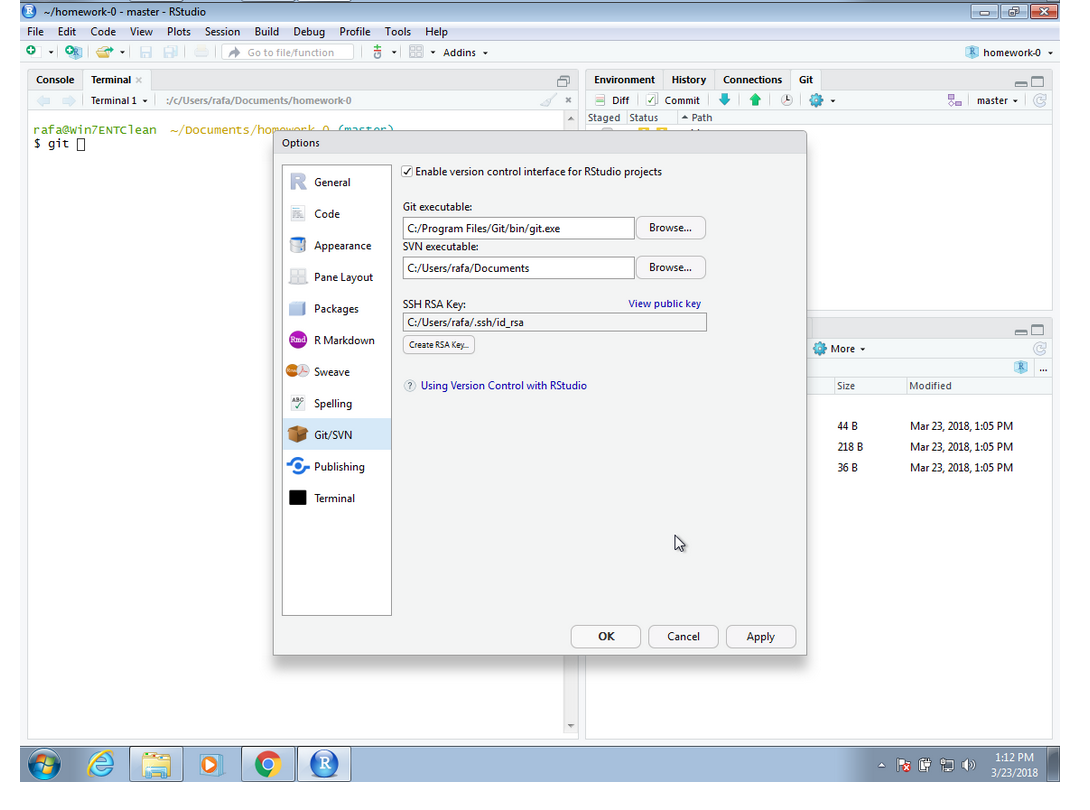 ~/homework-0 - master - RStudio
File Edit Code View Plots Session Build Debug Profile Tools Help
Go to file/function Addins homework-0
Console Terminal
Terminal 1 :/c/Users/rafa/Documents/homework-0
rafa@Win7ENTClean ~/Documents/homework-0 (master)
$ git
Environment History Connections Git
Diff Commit master
Staged Status Path
Options
General
Code
Appearance
Pane Layout
Packages
Rmd R Markdown
Sweave
ABC Spelling
Git/SVN
Publishing
Terminal
Enable version control interface for RStudio projects
Git executable:
C:/Program Files/Git/bin/git.exe Browse...
SVN executable:
C:/Users/rafa/Documents Browse...
SSH RSA Key: View public key
C:/Users/rafa/.ssh/id_rsa
Create RSA Key...
? Using Version Control with RStudio
OK Cancel Apply
More
...
Size Modified
44 B Mar 23, 2018, 1:05 PM
218 B Mar 23, 2018, 1:05 PM
36 B Mar 23, 2018, 1:05 PM
1:12 PM
3/23/2018